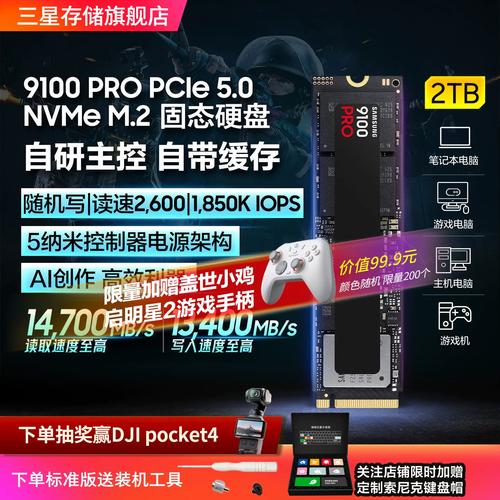 三星存储旗舰店
9100 PRO PCIe 5.0
NVMe M.2 固态硬盘
2TB
自研主控 自带缓存
SAMSUNG
9100
PRO
笔记本电脑
随机写|读速2,600|1,850K IOPS
游戏电脑
5纳米控制器电源架构
AI创作 高效
价值99.9元
颜色随机 限量200个
限量加赠盖世小鸡
启明星2游戏手柄
主机电脑
14,700MB/s
读取速度至高
13,400MB/s
写入速度至高
游戏机
下单抽奖赢DJI pocket4
下单标准版送装机工具
关注店铺限时加赠
定制索尼克键盘帽